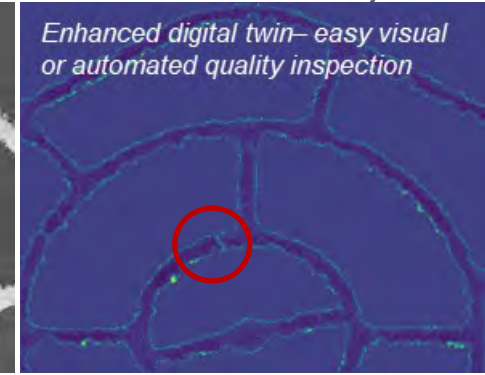 Enhanced digital twin– easy visual
or automated quality inspection